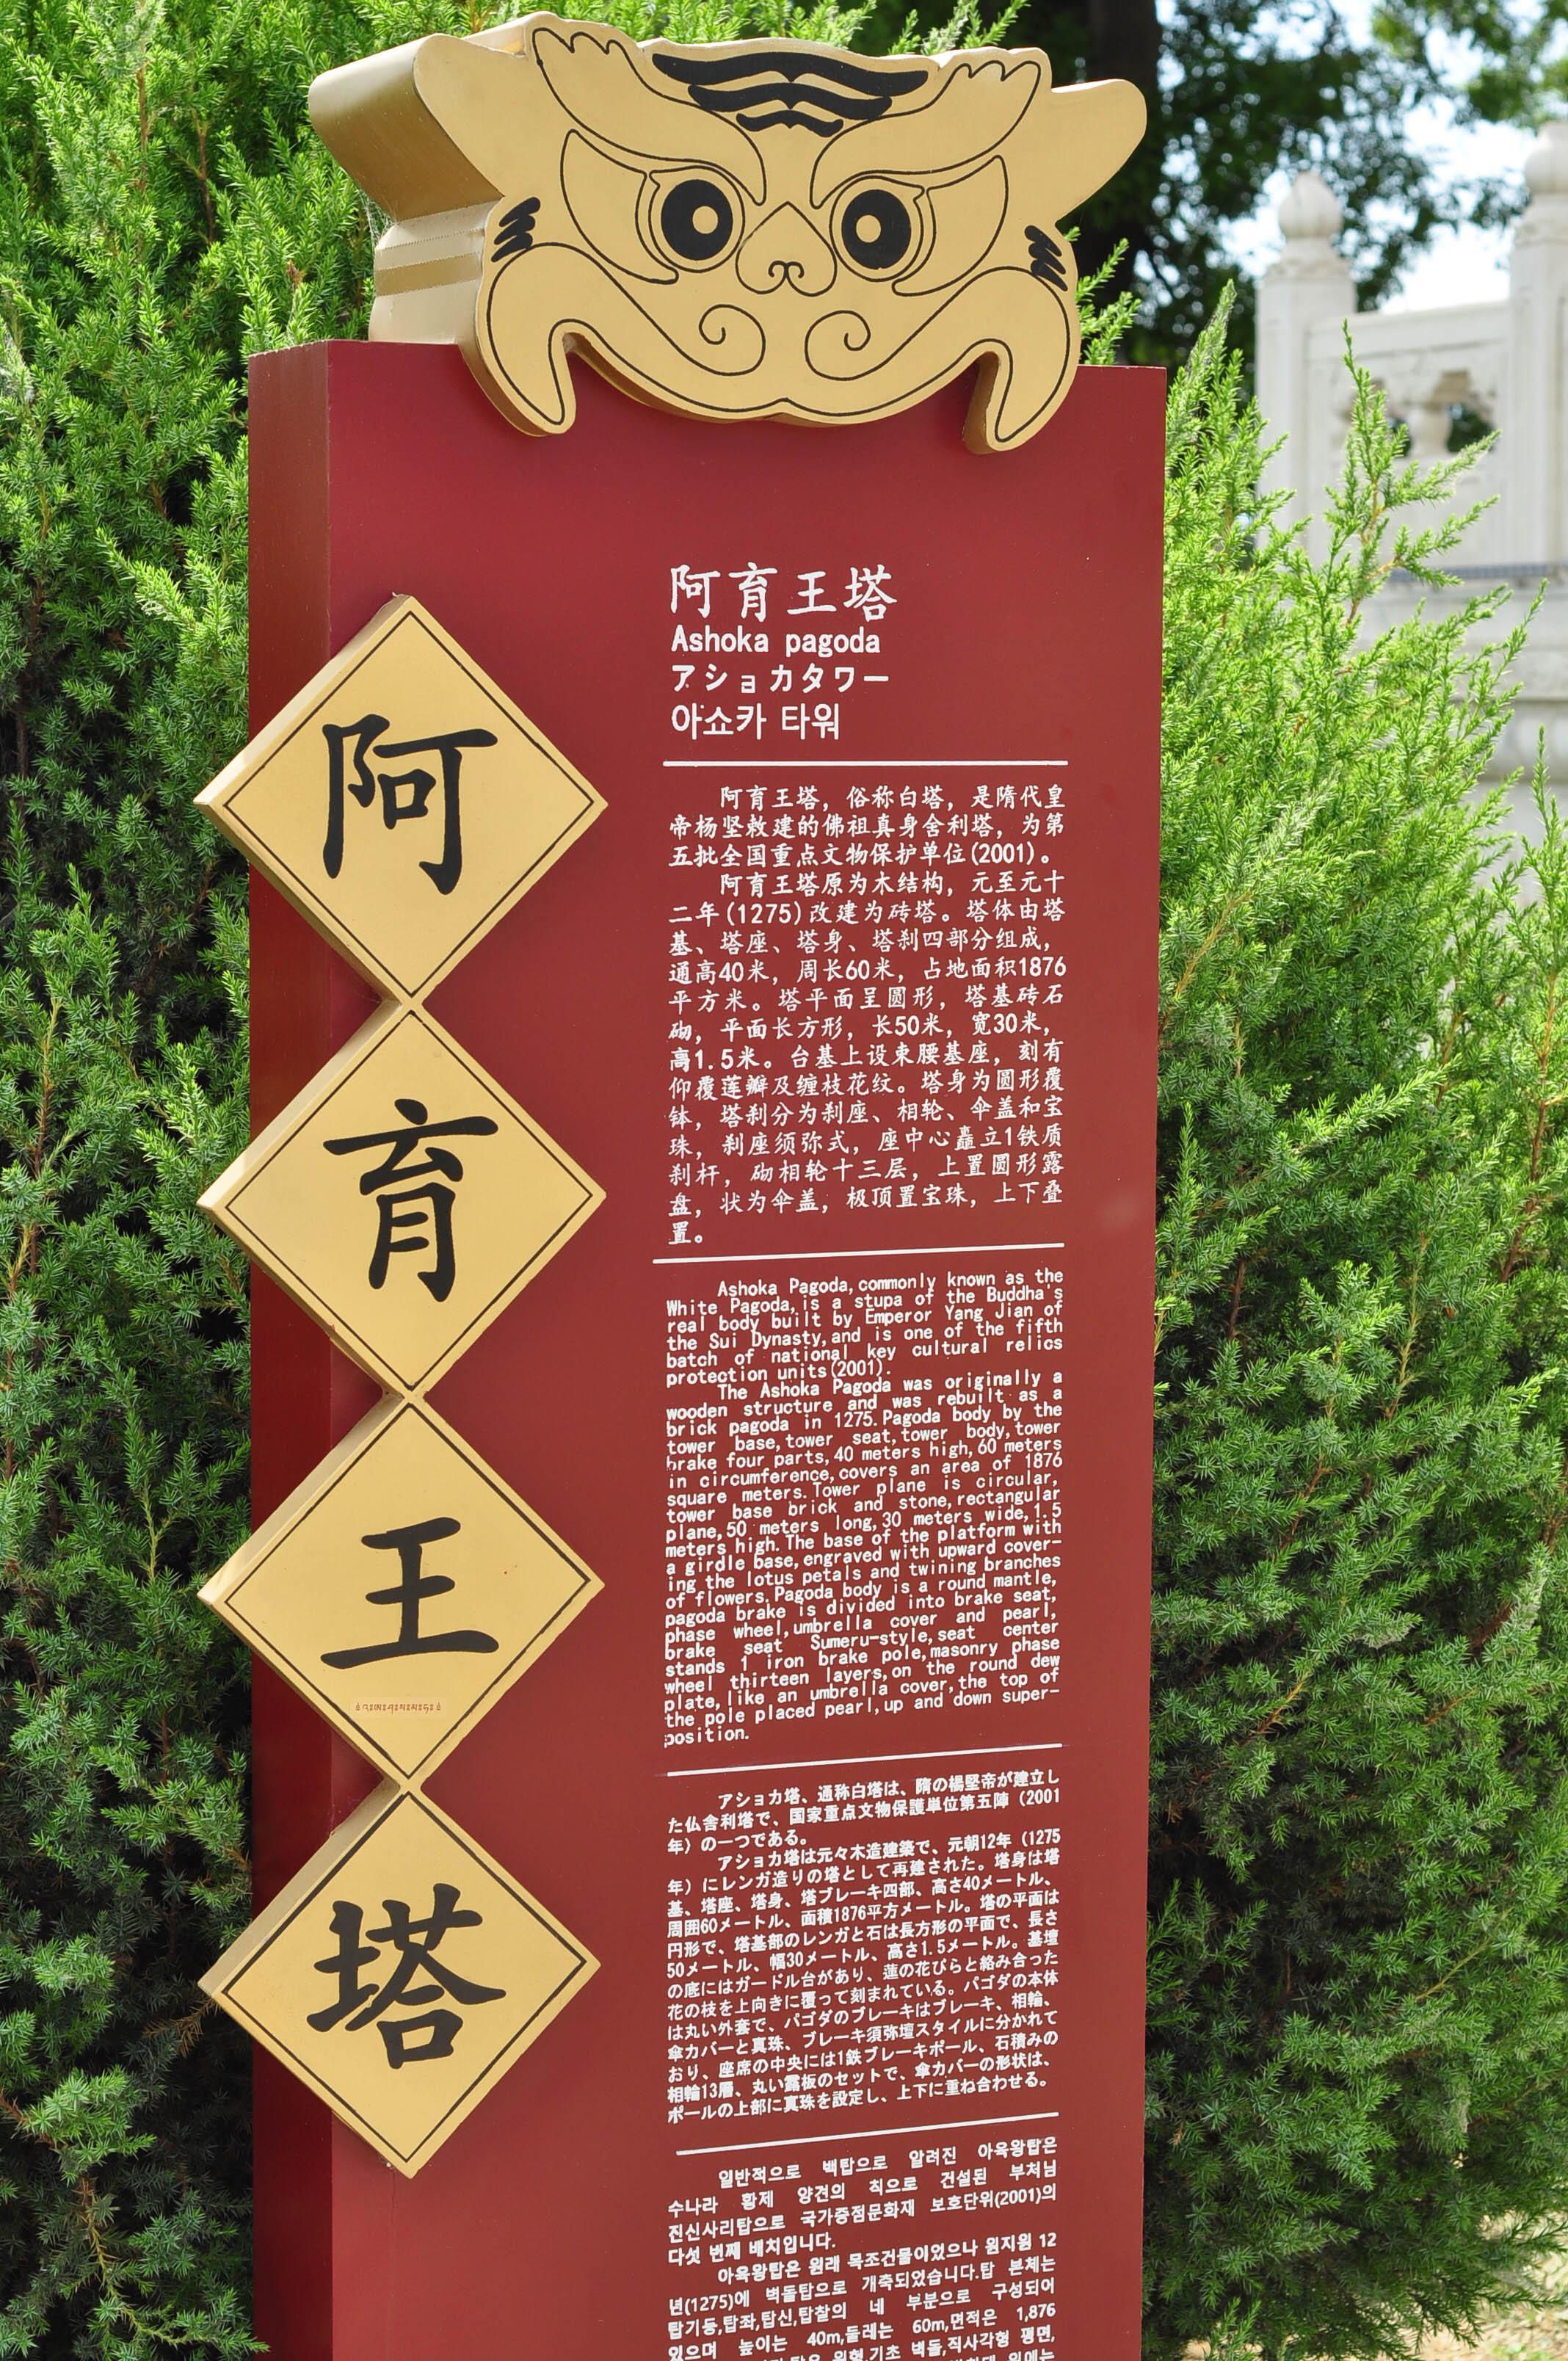 阿
育
王
塔
阿育王塔
Ashoka pagoda
アショカタワー
아쇼카 타워
阿育王塔，俗称白塔，是隋代皇
帝杨坚敕建的佛祖真身舍利塔，为第
五批全国重点文物保护单位(2001)。
阿育王塔原为木结构，元至元十
二年(1275)改建为砖塔。塔体由塔
基、塔座、塔身、塔刹四部分组成，
通高40米，周长60米，占地面积1876
平方米。塔平面呈圆形，塔基砖石
砌，平面长方形，长50米，宽30米，
高1.5米。台基上设束腰基座，刻有
仰覆莲瓣及缠枝花纹。塔身为圆形覆
钵，塔刹分为刹座、相轮、伞盖和宝
珠，刹座须弥式，座中心矗立1铁质
刹杆，砌相轮十三层，上置圆形露
盘，状为伞盖，极顶置宝珠，上下叠
置。
Ashoka Pagoda,commonly known as the
White Pagoda,is a stupa of the Buddha's
real body built by Emperor Yang Jian of
the Sui Dynasty,and is one of the fifth
batch of national key cultural relics
protection units(2001).
The Ashoka Pagoda was originally a
wooden structure and was rebuilt as a
brick pagoda in 1275.Pagoda body by the
tower base,tower seat,tower body,tower
brake four parts,40 meters high,60 meters
in circumference,covers an area of 1876
square meters.Tower plane is circular,
tower base brick and stone,rectangular
plane,50 meters long,30 meters wide,1.5
meters high.The base of the platform with
a girdle base,engraved with upward cover-
ing the lotus petals and twining branches
of flowers.Pagoda body is a round mantle,
pagoda brake is divided into brake seat,
phase wheel,umbrella cover and pearl,
brake seat Sumeru-style,seat center
stands 1 iron brake pole,masonry phase
wheel thirteen layers,on the round dew
plate,like an umbrella cover,the top of
the pole placed pearl,up and down super-
position.
アショカ塔、通称白塔は、隋の楊堅帝が建立し
た仏舎利塔で、国家重点文物保護単位第五陣（2001
年）の一つである。
アショカ塔は元々木造建築で、元朝12年（1275
年）にレンガ造りの塔として再建された。塔身は塔
基、塔座、塔身、塔ブレーキ四部、高さ40メートル、
周囲60メートル、面積1876平方メートル。塔の平面は
円形で、塔基部のレンガと石は長方形の平面で、長さ
50メートル、幅30メートル、高さ1.5メートル。基壇
の底にはガードル台があり、蓮の花びらと絡み合った
花の枝を上向きに覆って刻まれている。パゴダの本体
は丸い外套で、パゴダのブレーキはブレーキ、相輪、
傘カバーと真珠、ブレーキ須弥壇スタイルに分かれて
おり、座席の中央には1鉄ブレーキポール、石積みの
相輪13層、丸い露板のセットで、傘カバーの形状は、
ポールの上部に真珠を設定し、上下に重ね合わせる。
일반적으로 백탑으로 알려진 아육왕탑은
수나라 황제 양견의 칙으로 건설된 부처님
진신사리탑으로 국가중점문화재 보호단위(2001)의
다섯 번째 배치입니다.
아육왕탑은 원래 목조건물이었으나 원지원 12
년(1275)에 벽돌탑으로 개축되었습니다.탑 본체는
탑기둥,탑좌,탑신,탑찰의 네 부분으로 구성되어
있으며 높이는 40m,둘레는 60m,면적은 1,876
원형,기초 벽돌,직사각형 평면,